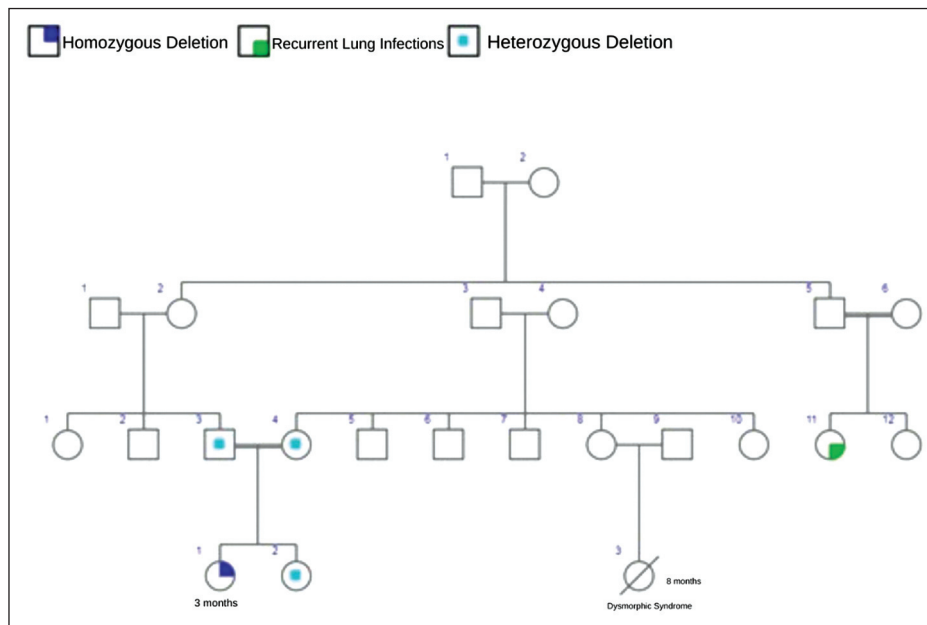 Homozygous Deletion Recurrent Lung Infections Heterozygous Deletion
1 2
1 2 3 4 5 6
1 2 3 4 5 6 7 8 9 10 11 12
1 2 3
3 months 8 months
Dysmorphic Syndrome